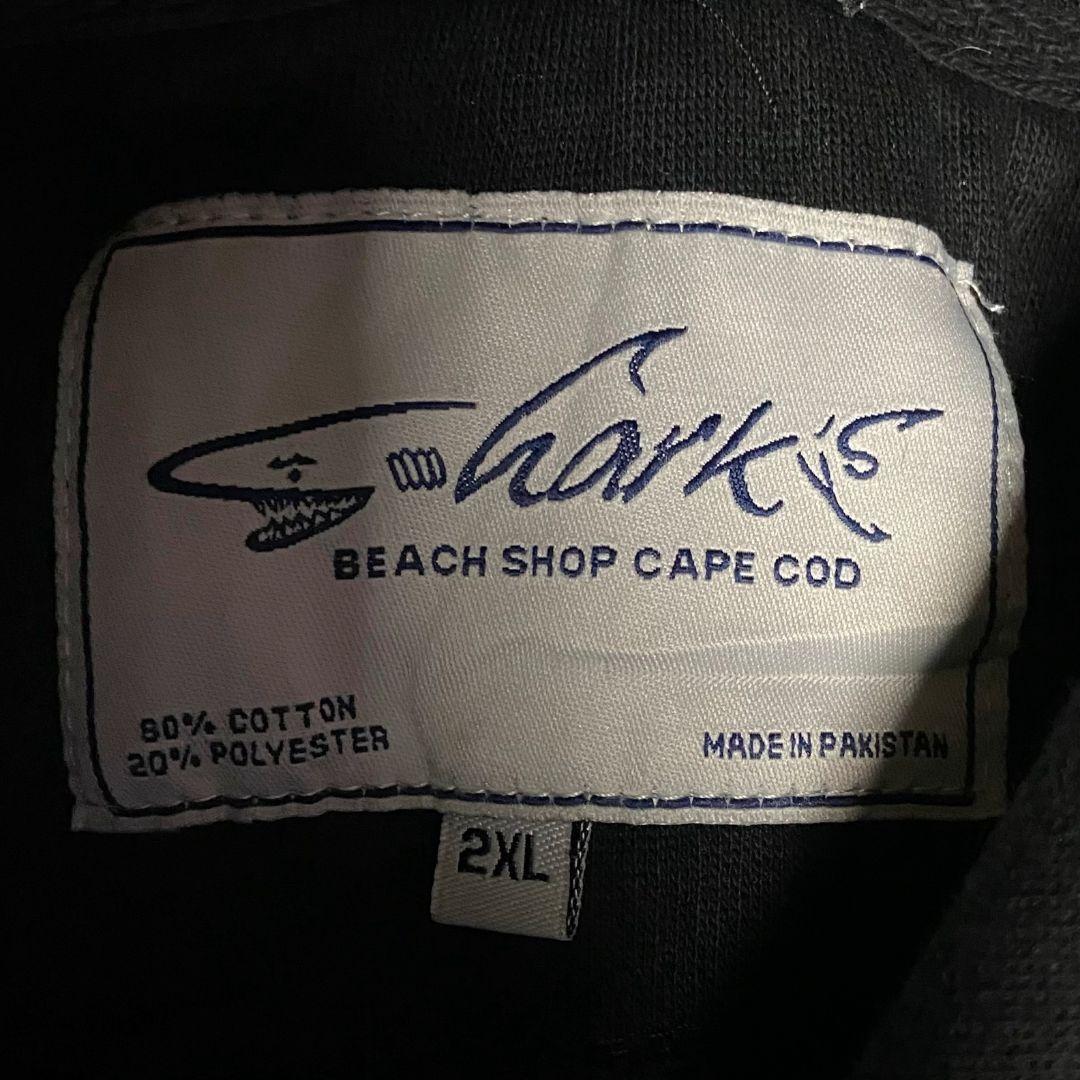 Shark's
BEACH SHOP CAPE COD
80% COTTON
20% POLYESTER
MADE IN PAKISTAN
2XL